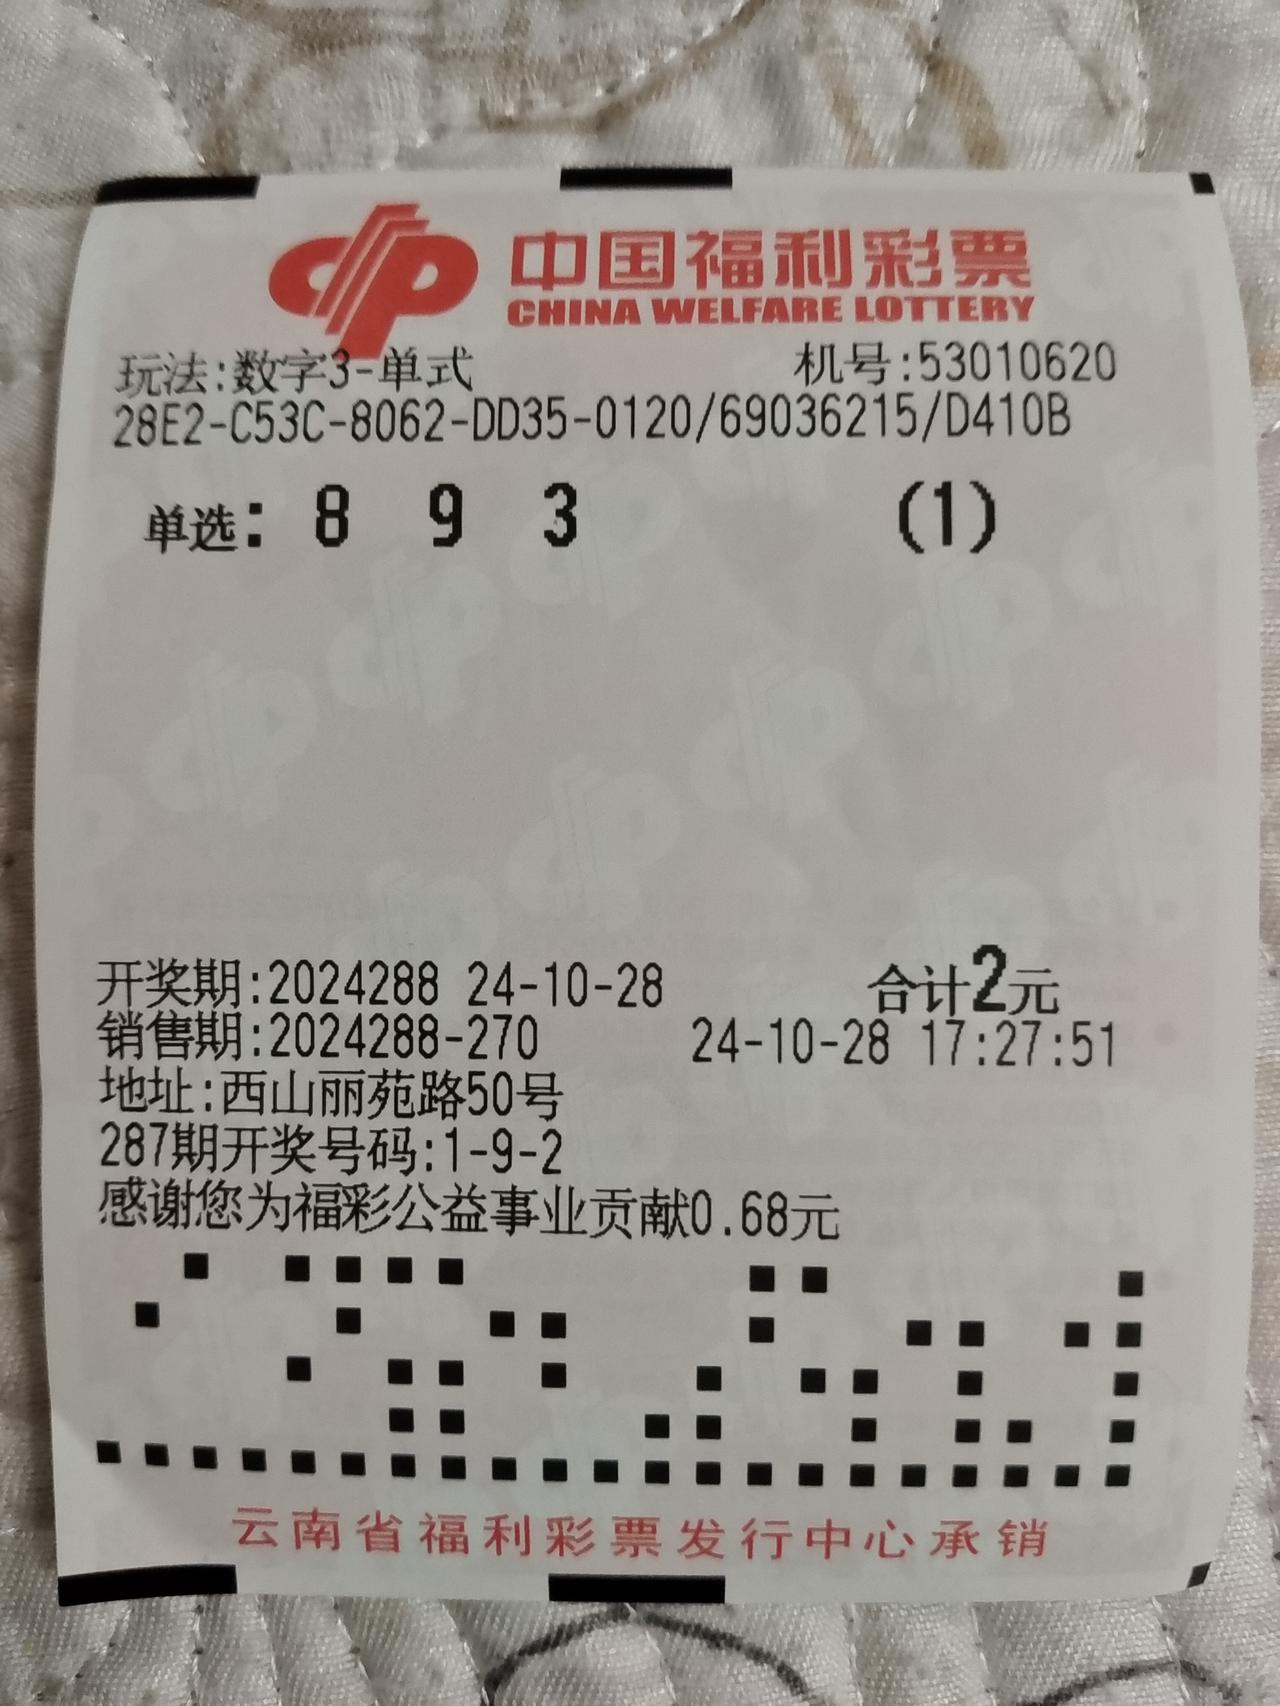 中国福利彩票
CHINA WELFARE LOTTERY
玩法:数字3-单式 机号:53010620
28E2-C53C-8062-DD35-0120/69036215/D410B
单选: 8 9 3 (1)
开奖期:2024288 24-10-28 合计2元
销售期:2024288-270 24-10-28 17:27:51
地址:西山丽苑路50号
287期开奖号码:1-9-2
感谢您为福彩公益事业贡献0.68元
云南省福利彩票发行中心承销